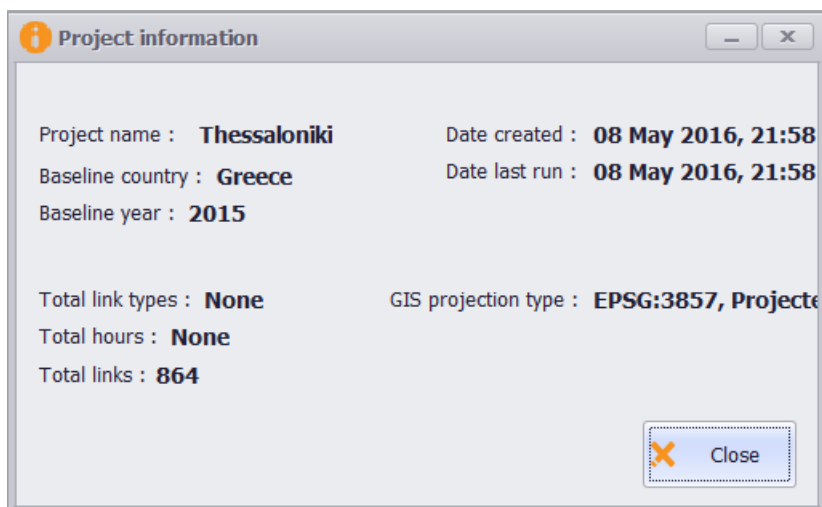 Project information
Project name : Thessaloniki
Date created : 08 May 2016, 21:58
Baseline country : Greece
Date last run : 08 May 2016, 21:58
Baseline year : 2015
Total link types : None
GIS projection type : EPSG:3857, Projecte
Total hours : None
Total links : 864
Close